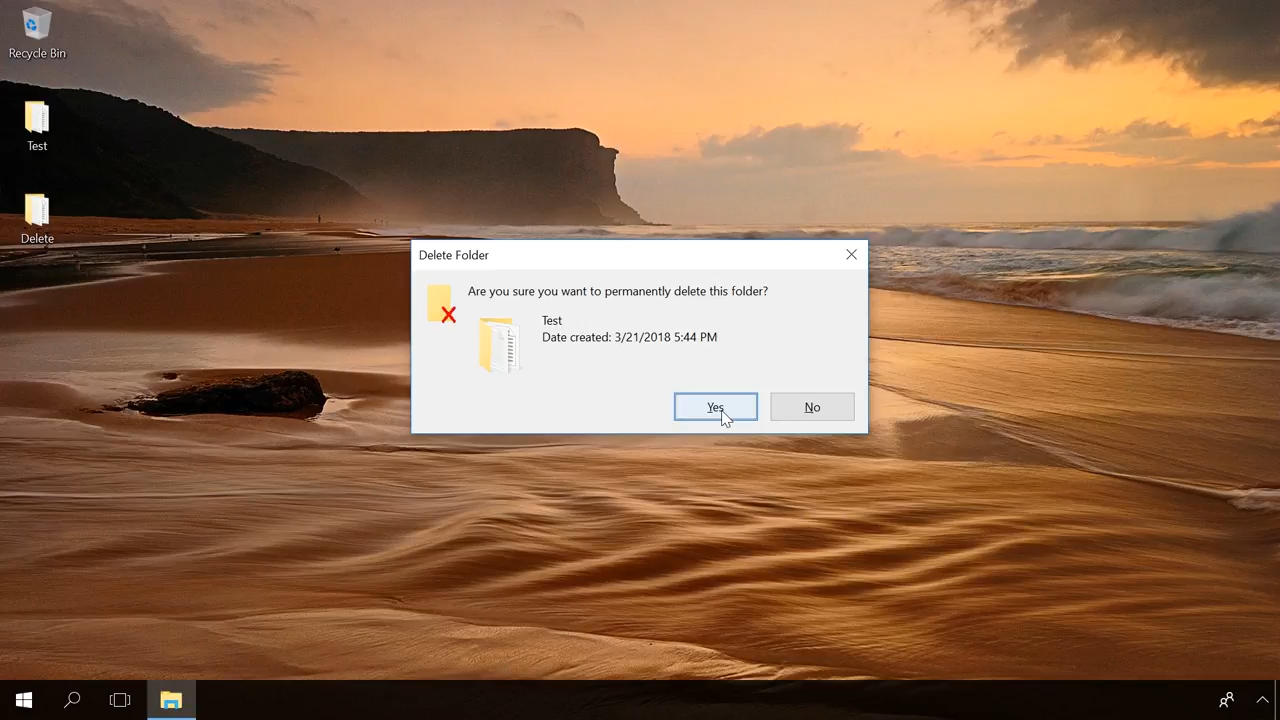 Recycle Bin
Test
Delete
Delete Folder
Are you sure you want to permanently delete this folder?
Test
Date created: 3/21/2018 5:44 PM
Yes
No